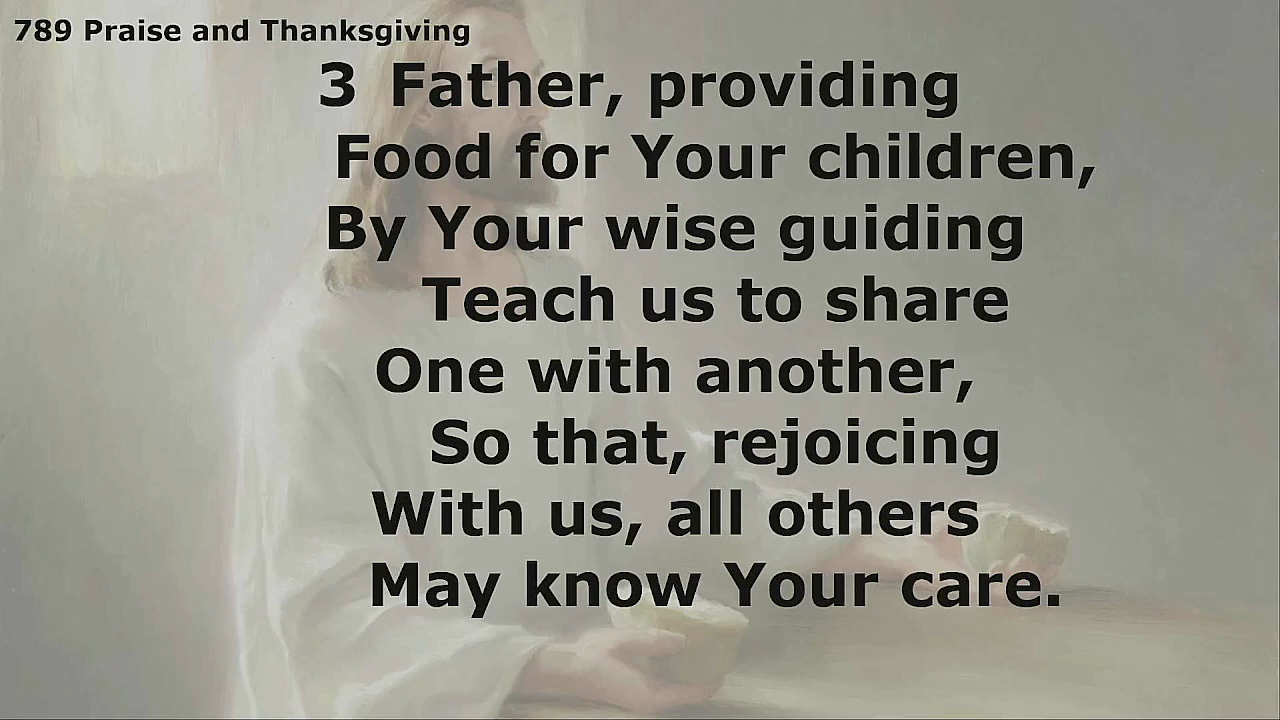 789 Praise and Thanksgiving
3 Father, providing
Food for Your children,
By Your wise guiding
Teach us to share
One with another,
So that, rejoicing
With us, all others
May know Your care.